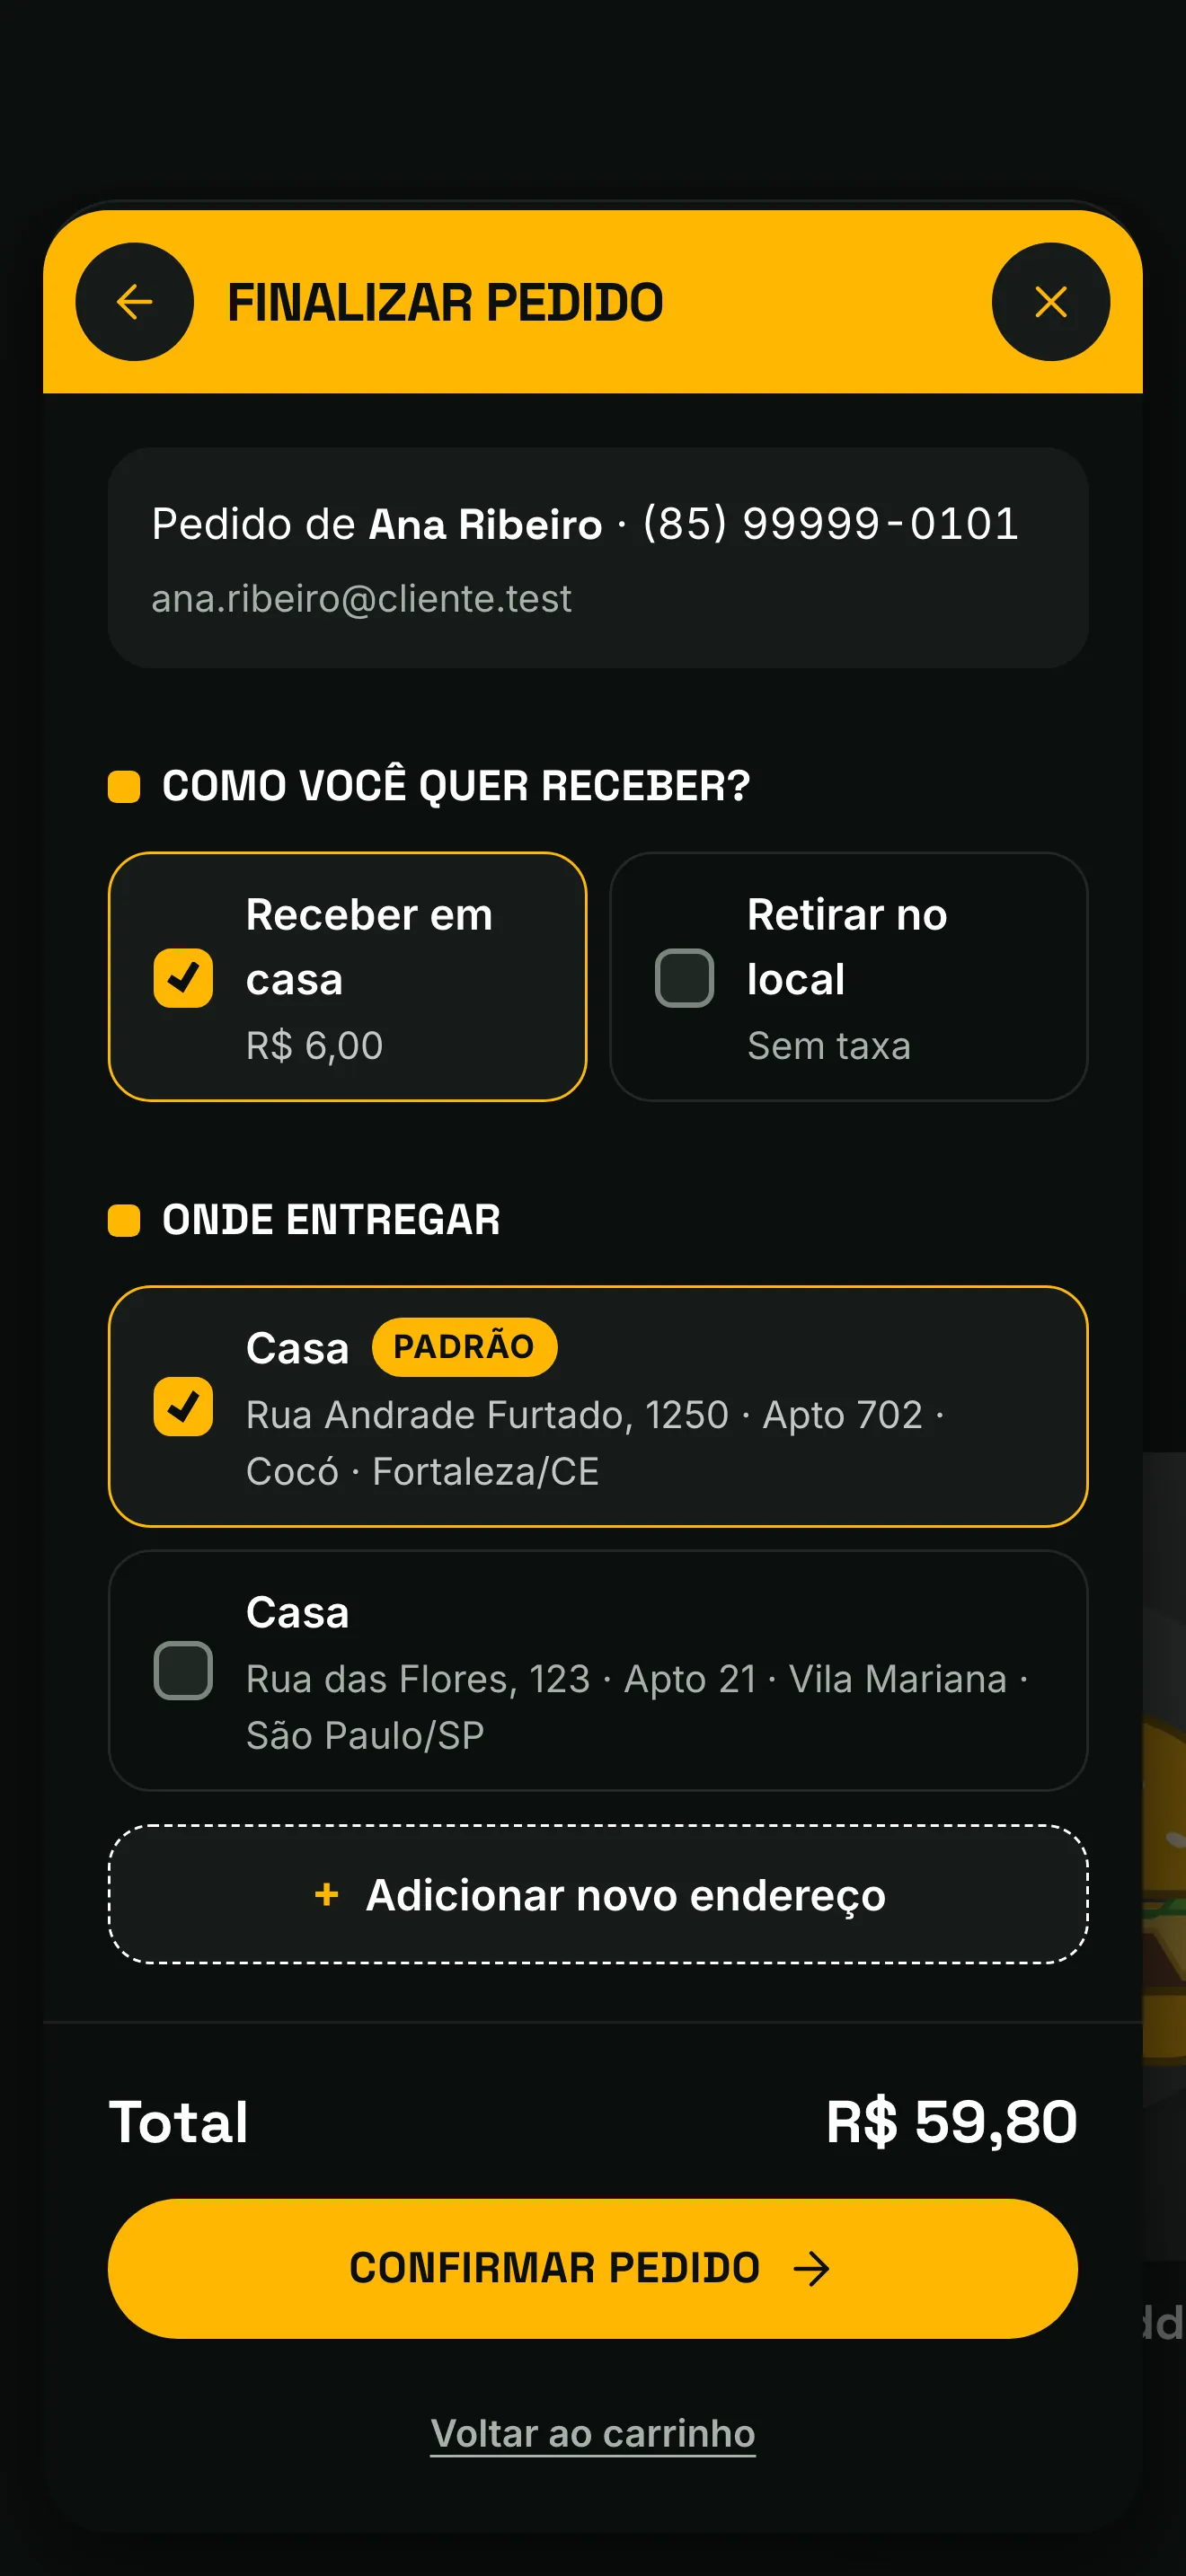 FINALIZAR PEDIDO
Pedido de Ana Ribeiro · (85) 99999-0101
ana.ribeiro@cliente.test
COMO VOCÊ QUER RECEBER?
Receber em
casa
R$ 6,00
Retirar no
local
Sem taxa
ONDE ENTREGAR
Casa PADRÃO
Rua Andrade Furtado, 1250 · Apto 702 ·
Cocó · Fortaleza/CE
Casa
Rua das Flores, 123 · Apto 21 · Vila Mariana ·
São Paulo/SP
+ Adicionar novo endereço
Total R$ 59,80
CONFIRMAR PEDIDO →
Voltar ao carrinho